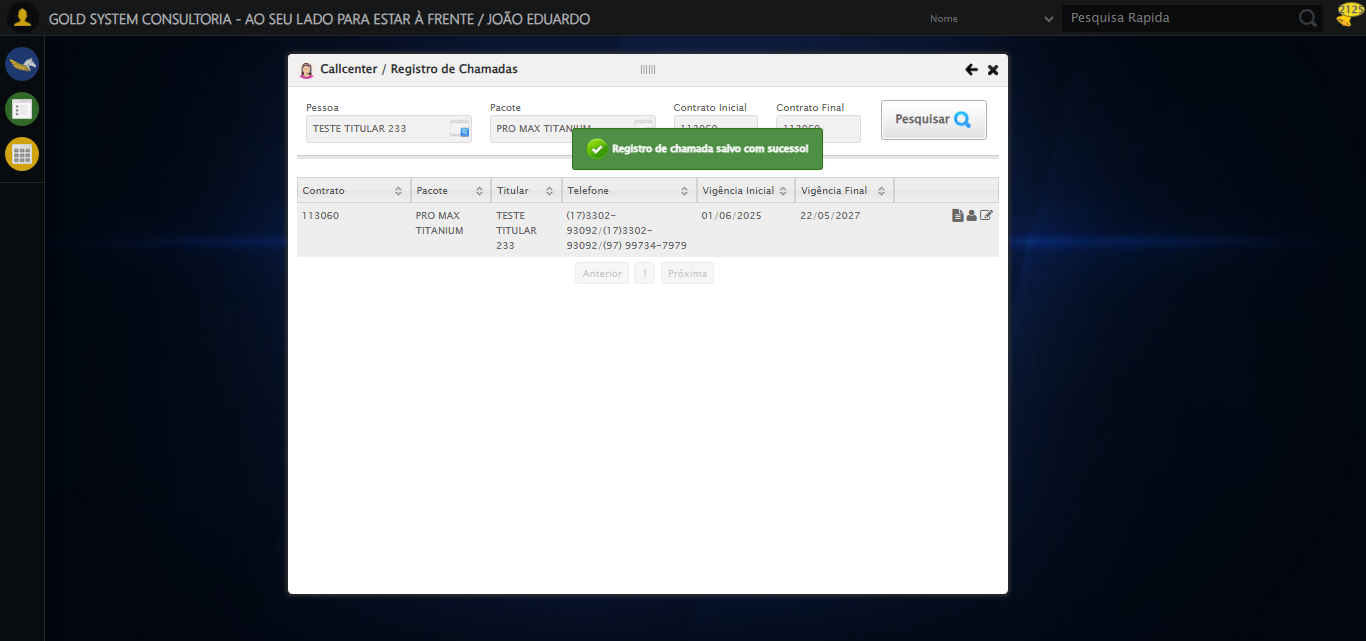 GOLD SYSTEM CONSULTORIA - AO SEU LADO PARA ESTAR À FRENTE / JOÃO EDUARDO
Nome
Pesquisa Rapida
2125
Callcenter / Registro de Chamadas
Pessoa
Pacote
Contrato Inicial
Contrato Final
TESTE TITULAR 233
PRO MAX TITANIUM
113060
113060
Pesquisar
Registro de chamada salvo com sucesso!
Contrato
Pacote
Titular
Telefone
Vigência Inicial
Vigência Final
113060
PRO MAX
TITANIUM
TESTE
TITULAR
233
(17)3302-
93092/(17)3302-
93092/(97) 99734-7979
01/06/2025
22/05/2027
Anterior
1
Próxima